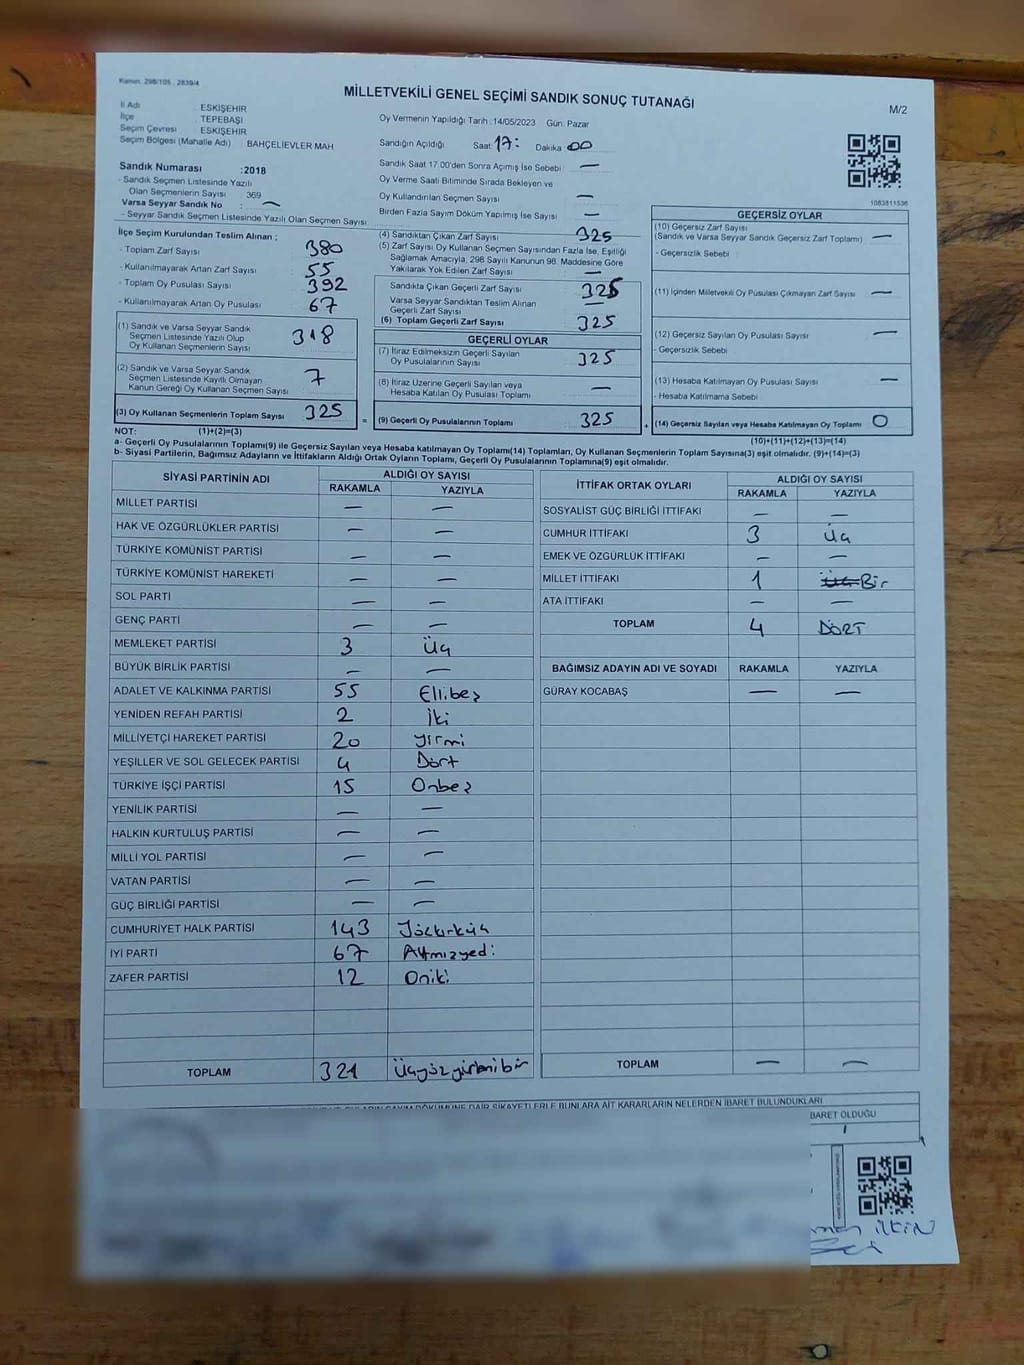 Kanun: 298/105 , 2839/4
MİLLETVEKİLİ GENEL SEÇİMİ SANDIK SONUÇ TUTANAĞI
M/2
İl Adı : ESKİŞEHİR
İlçe : TEPEBAŞI
Seçim Çevresi : ESKİŞEHİR
Seçim Bölgesi (Mahalle Adı) BAHÇELİEVLER MAH
Sandık Numarası :2018
- Sandık Seçmen Listesinde Yazılı
Olan Seçmenlerin Sayısı : 369
Varsa Seyyar Sandık No : —
- Seyyar Sandık Seçmen Listesinde Yazılı Olan Seçmen Sayısı
İlçe Seçim Kurulundan Teslim Alınan ;
- Toplam Zarf Sayısı 380
- Kullanılmayarak Artan Zarf Sayısı 55
- Toplam Oy Pusulası Sayısı 392
- Kullanılmayarak Artan Oy Pusulası 67
(1) Sandık ve Varsa Seyyar Sandık
Seçmen Listesinde Yazılı Olup
Oy Kullanan Seçmenlerin Sayısı 318
(2) Sandık ve Varsa Seyyar Sandık
Seçmen Listesinde Kayıtlı Olmayan
Kanun Gereği Oy Kullanan Seçmen Sayısı 7
(3) Oy Kullanan Seçmenlerin Toplam Sayısı 325
Oy Vermenin Yapıldığı Tarih :14/05/2023 Gün: Pazar
Sandığın Açıldığı Saat: 17: Dakika 00
Sandık Saat 17.00'den Sonra Açımış İse Sebebi : —
Oy Verme Saati Bitiminde Sırada Bekleyen ve
Oy Kullandırılan Seçmen Sayısı —
Birden Fazla Sayım Döküm Yapılmış İse Sayısı —
(4) Sandıktan Çıkan Zarf Sayısı 325
(5) Zarf Sayısı Oy Kullanan Seçmen Sayısından Fazla İse, Eşitliği
Sağlamak Amacıyla; 298 Sayılı Kanunun 98. Maddesine Göre
Yakılarak Yok Edilen Zarf Sayısı —
Sandıkta Çıkan Geçerli Zarf Sayısı : 325
Varsa Seyyar Sandıktan Teslim Alınan
Geçerli Zarf Sayısı: —
(6) Toplam Geçerli Zarf Sayısı 325
GEÇERLİ OYLAR
(7) İtiraz Edilmeksizin Geçerli Sayılan
Oy Pusulalarının Sayısı : 325
(8) İtiraz Üzerine Geçerli Sayılan veya
Hesaba Katılan Oy Pusulası Toplamı —
= (9) Geçerli Oy Pusulalarının Toplamı 325
1083811536
GEÇERSİZ OYLAR
(10) Geçersiz Zarf Sayısı
(Sandık ve Varsa Seyyar Sandık Geçersiz Zarf Toplamı) —
- Geçersizlik Sebebi :
(11) İçinden Milletvekili Oy Pusulası Çıkmayan Zarf Sayısı —
(12) Geçersiz Sayılan Oy Pusulası Sayısı —
- Geçersizlik Sebebi
(13) Hesaba Katılmayan Oy Pusulası Sayısı —
- Hesaba Katılmama Sebebi
+ (14) Geçersiz Sayılan veya Hesaba Katılmayan Oy Toplamı 0
NOT: (1)+(2)=(3)
(10)+(11)+(12)+(13)=(14)
a- Geçerli Oy Pusulalarının Toplamı(9) ile Geçersiz Sayılan veya Hesaba Katılmayan Oy Toplamı(14) Toplamları, Oy Kullanan Seçmenlerin Toplam Sayısına(3) eşit olmalıdır. (9)+(14)=(3)
b- Siyasi Partilerin, Bağımsız Adayların ve İttifakların Aldığı Ortak Oyların Toplamı, Geçerli Oy Pusulalarının Toplamına(9) eşit olmalıdır.
SİYASİ PARTİNİN ADI ALDIĞI OY SAYISI
RAKAMLA YAZIYLA
MİLLET PARTİSİ — —
HAK VE ÖZGÜRLÜKLER PARTİSİ — —
TÜRKİYE KOMÜNİST PARTİSİ — —
TÜRKİYE KOMÜNİST HAREKETİ — —
SOL PARTİ — —
GENÇ PARTİ — —
MEMLEKET PARTİSİ 3 Üç
BÜYÜK BİRLİK PARTİSİ — —
ADALET VE KALKINMA PARTİSİ 55 Ellibeş
YENİDEN REFAH PARTİSİ 2 İki
MİLLİYETÇİ HAREKET PARTİSİ 20 yirmi
YEŞİLLER VE SOL GELECEK PARTİSİ 4 Dört
TÜRKİYE İŞÇİ PARTİSİ 15 Onbeş
YENİLİK PARTİSİ — —
HALKIN KURTULUŞ PARTİSİ — —
MİLLİ YOL PARTİSİ — —
VATAN PARTİSİ — —
GÜÇ BİRLİĞİ PARTİSİ — —
CUMHURİYET HALK PARTİSİ 143 Yüzkırküç
İYİ PARTİ 67 Altmışyedi
ZAFER PARTİSİ 12 Oniki
TOPLAM 321 Üçyüzyirmibir
İTTİFAK ORTAK OYLARI ALDIĞI OY SAYISI
RAKAMLA YAZIYLA
SOSYALİST GÜÇ BİRLİĞİ İTTİFAKI — —
CUMHUR İTTİFAKI 3 Üç
EMEK VE ÖZGÜRLÜK İTTİFAKI — —
MİLLET İTTİFAKI 1 Bir
ATA İTTİFAKI — —
TOPLAM 4 DÖRT
BAĞIMSIZ ADAYIN ADI VE SOYADI RAKAMLA YAZIYLA
GÜRAY KOCABAŞ — —
TOPLAM — —
SAYIM DÖKÜMÜNE DAİR ŞİKAYETLERLE BUNLARA AİT KARARLARIN NELERDEN İBARET BULUNDUKLARI
BARET OLDUĞU
İLKİN